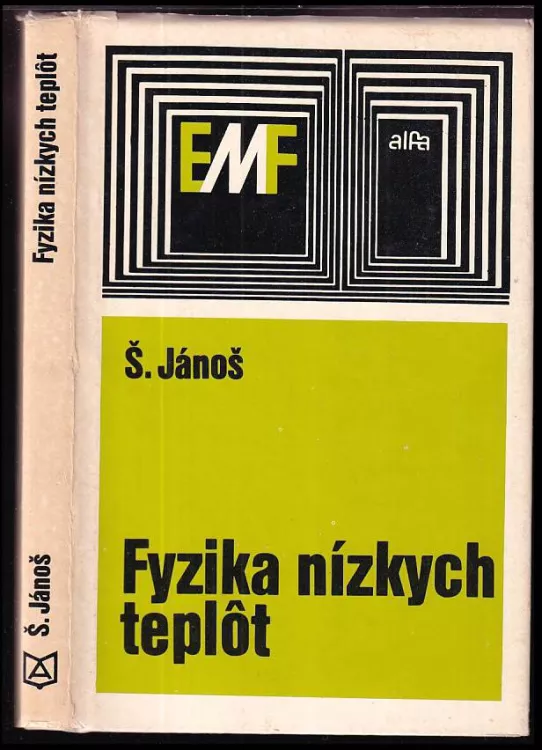 EMF
alfa
Š. Jánoš
Fyzika nízkych
teplôt
Fyzika nízkych teplôt
Š. Jánoš